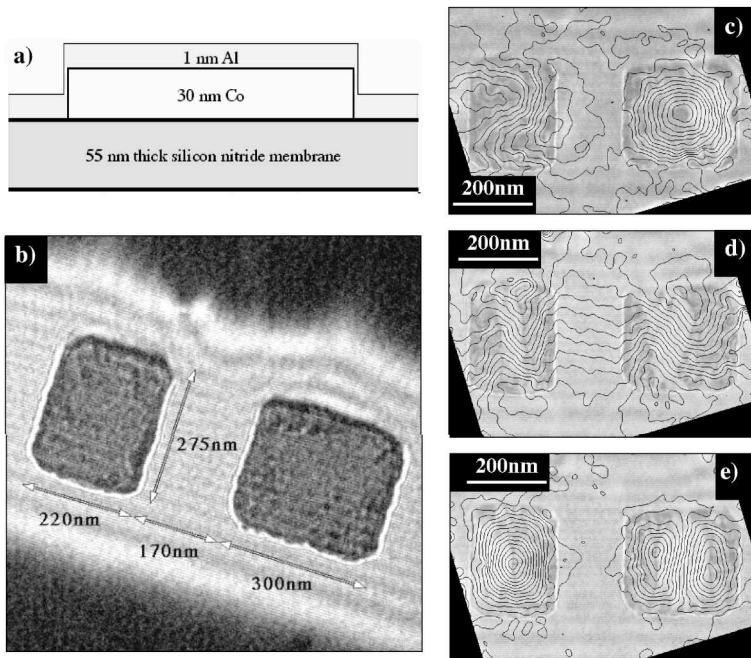 a)
1 nm Al
30 nm Co
55 nm thick silicon nitride membrane
b)
275nm
220nm
170nm
300nm
c)
200nm
d)
200nm
e)
200nm